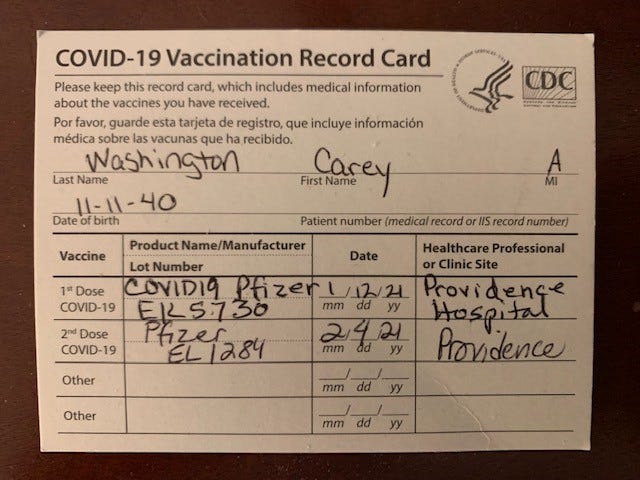 COVID-19 Vaccination Record Card
Please keep this record card, which includes medical information
about the vaccines you have received.
Por favor, guarde esta tarjeta de registro, que incluye información
médica sobre las vacunas que ha recibido.
CDC
Washington Carey A
Last Name First Name MI
11-11-40
Date of birth Patient number (medical record or IIS record number)
Vaccine Product Name/Manufacturer Date Healthcare Professional
Lot Number or Clinic Site
1st Dose COVID19 Pfizer 1/12/21 Providence
COVID-19 EK5730 mm dd yy Hospital
2nd Dose Pfizer 2/4/21 Providence
COVID-19 EL1284 mm dd yy
Other / /
mm dd yy
Other / /
mm dd yy